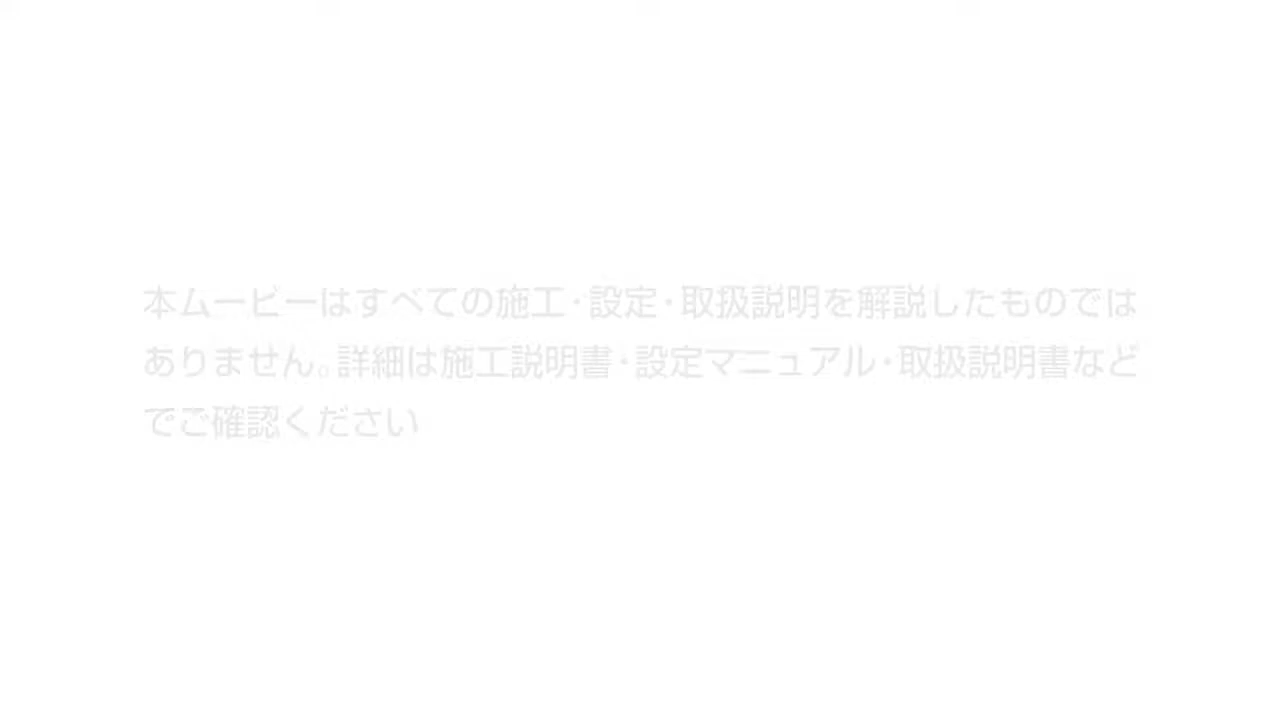 本ムービーはすべての施工・設定・取扱説明を解説したものでは
ありません。詳細は施工説明書・設定マニュアル・取扱説明書など
でご確認ください